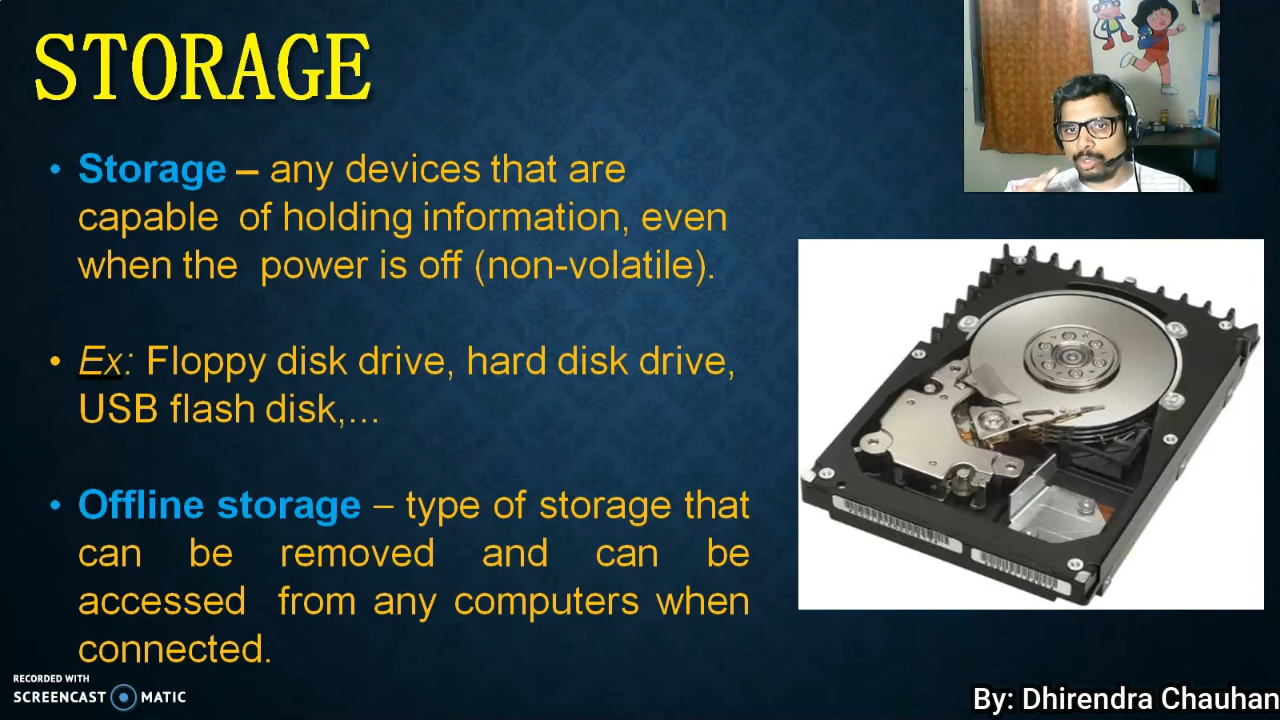 STORAGE
• Storage – any devices that are
capable of holding information, even
when the power is off (non-volatile).
• Ex: Floppy disk drive, hard disk drive,
USB flash disk,...
• Offline storage – type of storage that
can be removed and can be
accessed from any computers when
connected.
RECORDED WITH
SCREENCAST MATIC
By: Dhirendra Chauhan